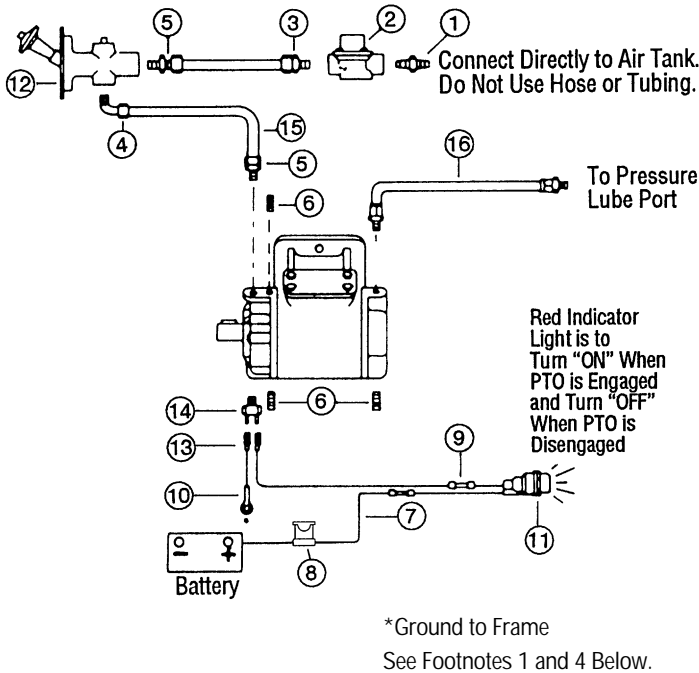 5
3
2
1
Connect Directly to Air Tank.
Do Not Use Hose or Tubing.
12
4
15
5
16
To Pressure
Lube Port
6
Red Indicator
Light is to
Turn “ON” When
PTO is Engaged
and Turn “OFF”
When PTO is
Disengaged
14
6
13
9
10
7
11
8
− +
Battery
*Ground to Frame
See Footnotes 1 and 4 Below.